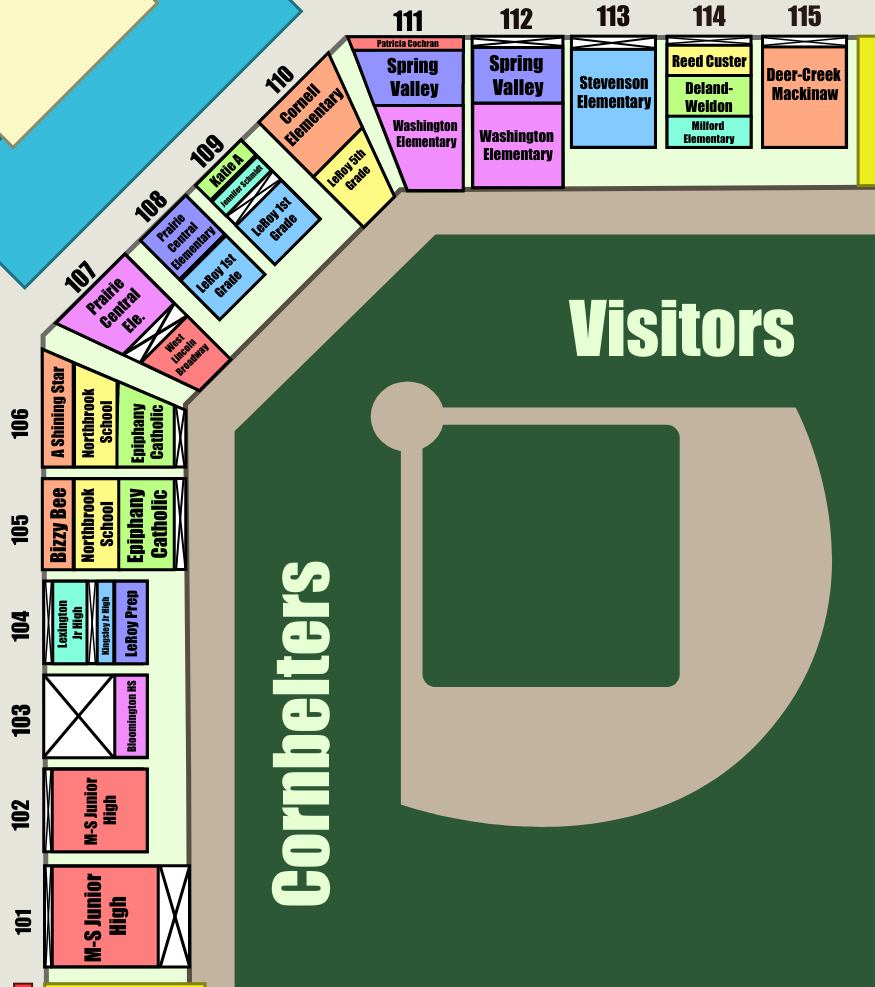 111
Patricia Cochran
Spring
Valley
Washington
Elementary
112
Spring
Valley
Washington
Elementary
113
Stevenson
Elementary
114
Reed Custer
Deland-
Weldon
Milford
Elementary
115
Deer-Creek
Mackinaw
110
Cornell
Elementary
LeRoy 5th
Grade
109
Katie A
Jennifer Schmidt
LeRoy 1st
Grade
108
Prairie
Central
Elementary
LeRoy 1st
Grade
107
Prairie
Central
Ele.
West
Lincoln
Broadway
106
A Shining Star
Northbrook
School
Epiphany
Catholic
105
Bizzy Bee
Northbrook
School
Epiphany
Catholic
104
Lexington
Jr High
Kingsley Jr High
LeRoy Prep
103
Bloomington HS
102
M-S Junior
High
101
M-S Junior
High
Visitors
Cornbelters